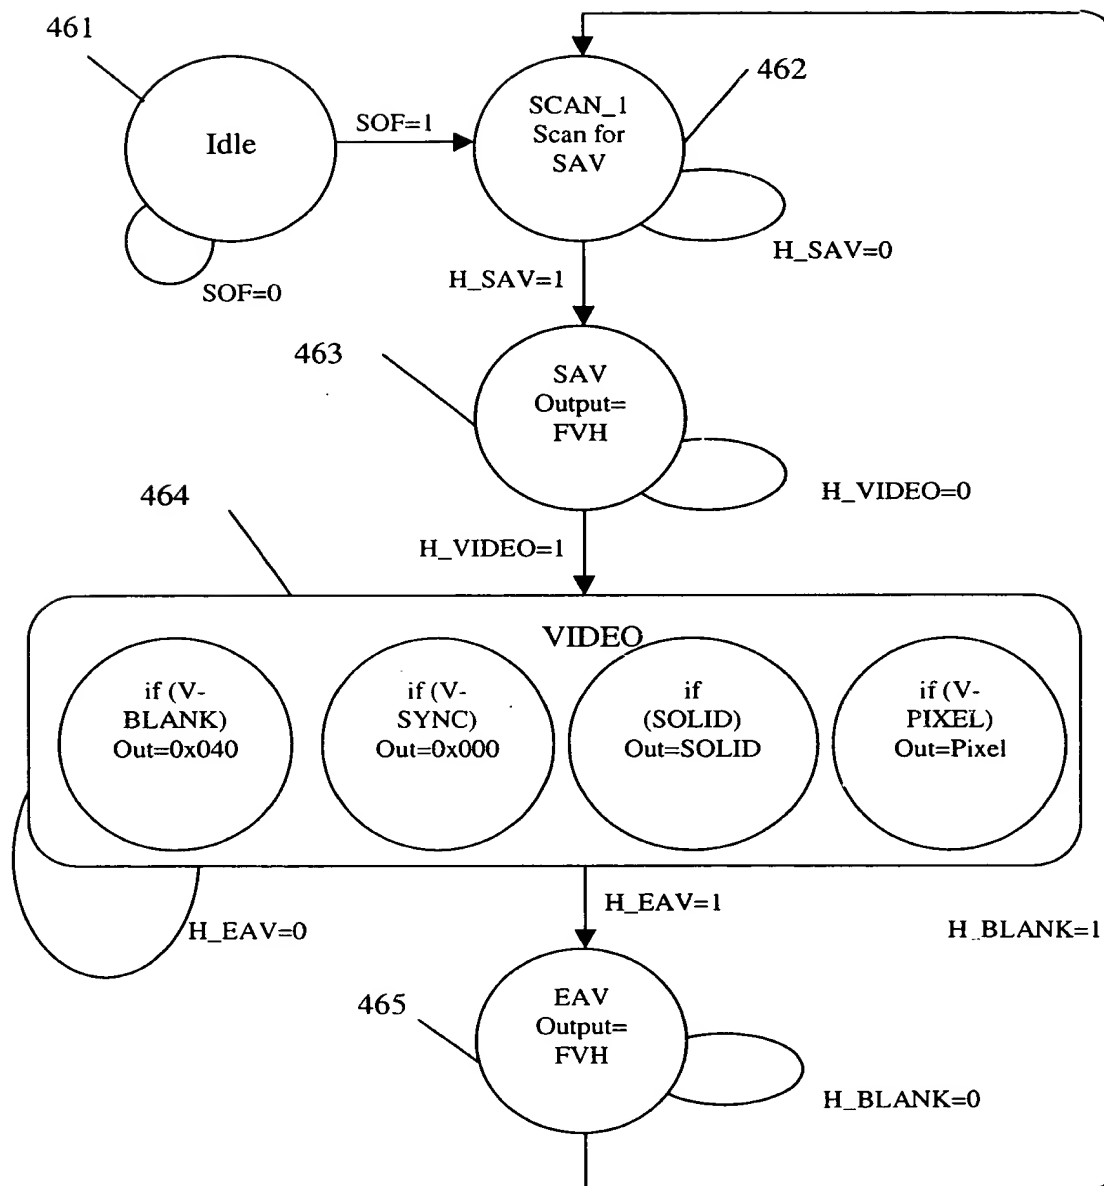 461
462
SCAN_1
Scan for
SAV
Idle
SOF=1
H_SAV=0
H_SAV=1
SOF=0
463
SAV
Output=
FVH
464
H_VIDEO=0
H_VIDEO=1
VIDEO
if (V-
BLANK)
Out=0x040
if (V-
SYNC)
Out=0x000
if
(SOLID)
Out=SOLID
if (V-
PIXEL)
Out=Pixel
H_EAV=0
H_EAV=1
H_BLANK=1
465
EAV
Output=
FVH
H_BLANK=0